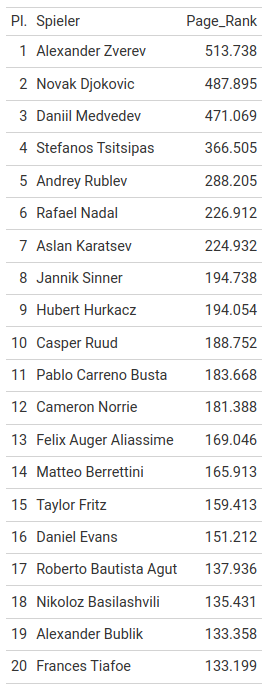 Pl. Spieler Page_Rank
1 Alexander Zverev 513.738
2 Novak Djokovic 487.895
3 Daniil Medvedev 471.069
4 Stefanos Tsitsipas 366.505
5 Andrey Rublev 288.205
6 Rafael Nadal 226.912
7 Aslan Karatsev 224.932
8 Jannik Sinner 194.738
9 Hubert Hurkacz 194.054
10 Casper Ruud 188.752
11 Pablo Carreno Busta 183.668
12 Cameron Norrie 181.388
13 Felix Auger Aliassime 169.046
14 Matteo Berrettini 165.913
15 Taylor Fritz 159.413
16 Daniel Evans 151.212
17 Roberto Bautista Agut 137.936
18 Nikoloz Basilashvili 135.431
19 Alexander Bublik 133.358
20 Frances Tiafoe 133.199